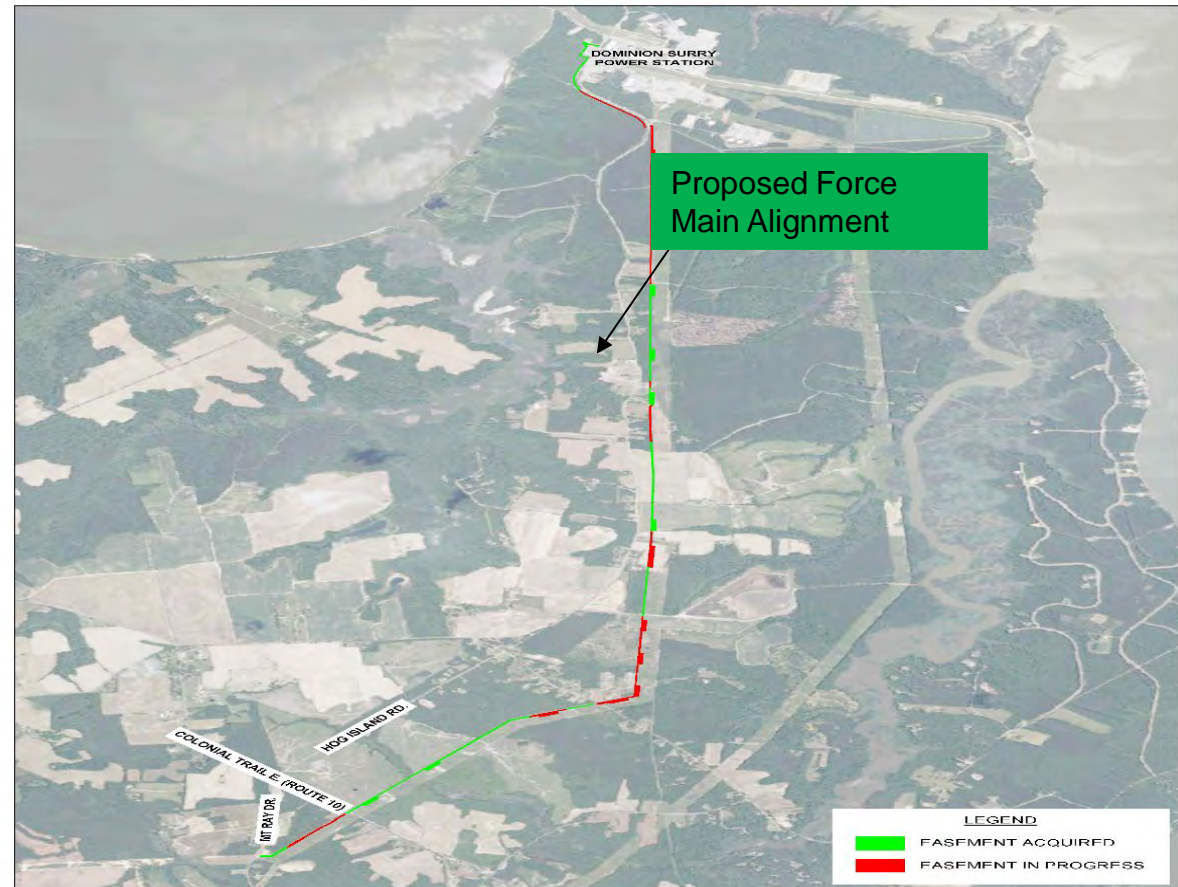 DOMINION SURRY
POWER STATION
Proposed Force
Main Alignment
HOG ISLAND RD.
COLONIAL TRAIL E. (ROUTE 10)
MT RAY DR.
LEGEND
EASEMENT ACQUIRED
EASEMENT IN PROGRESS